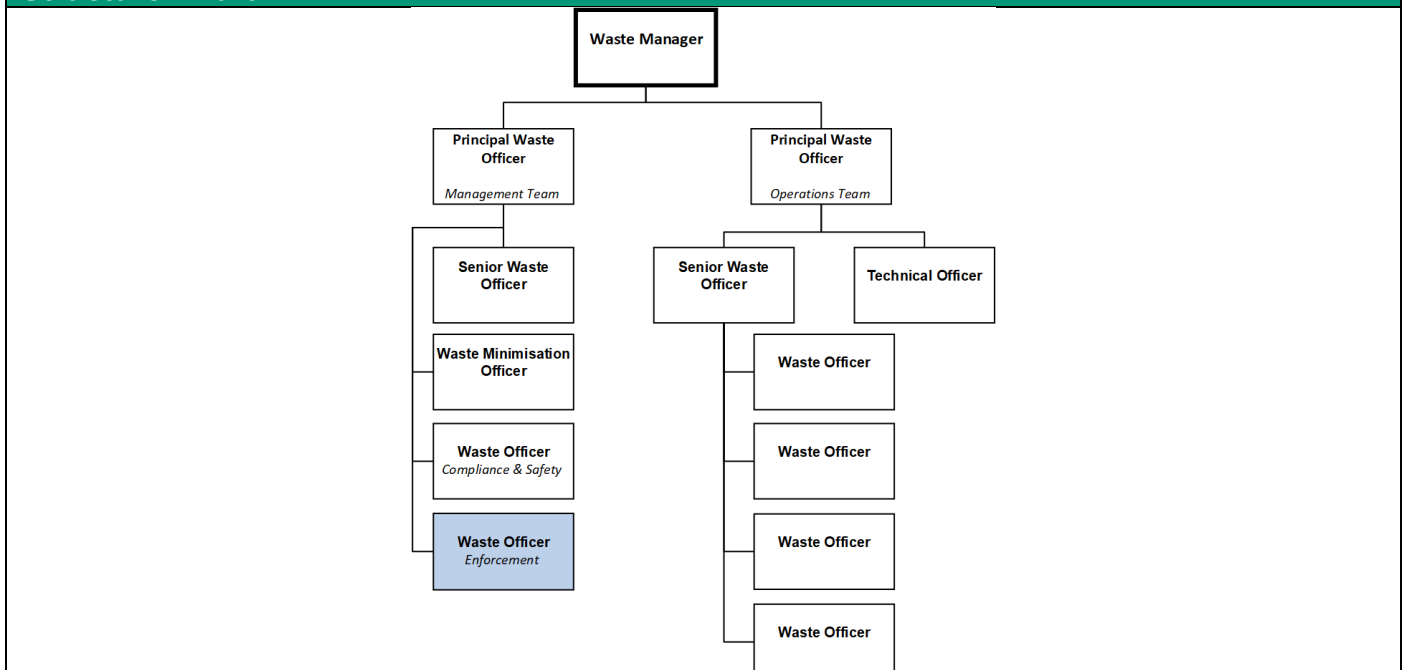 Waste Manager
Principal Waste
Officer
Management Team
Principal Waste
Officer
Operations Team
Senior Waste
Officer
Senior Waste
Officer
Technical Officer
Waste Minimisation
Officer
Waste Officer
Waste Officer
Compliance & Safety
Waste Officer
Waste Officer
Enforcement
Waste Officer
Waste Officer